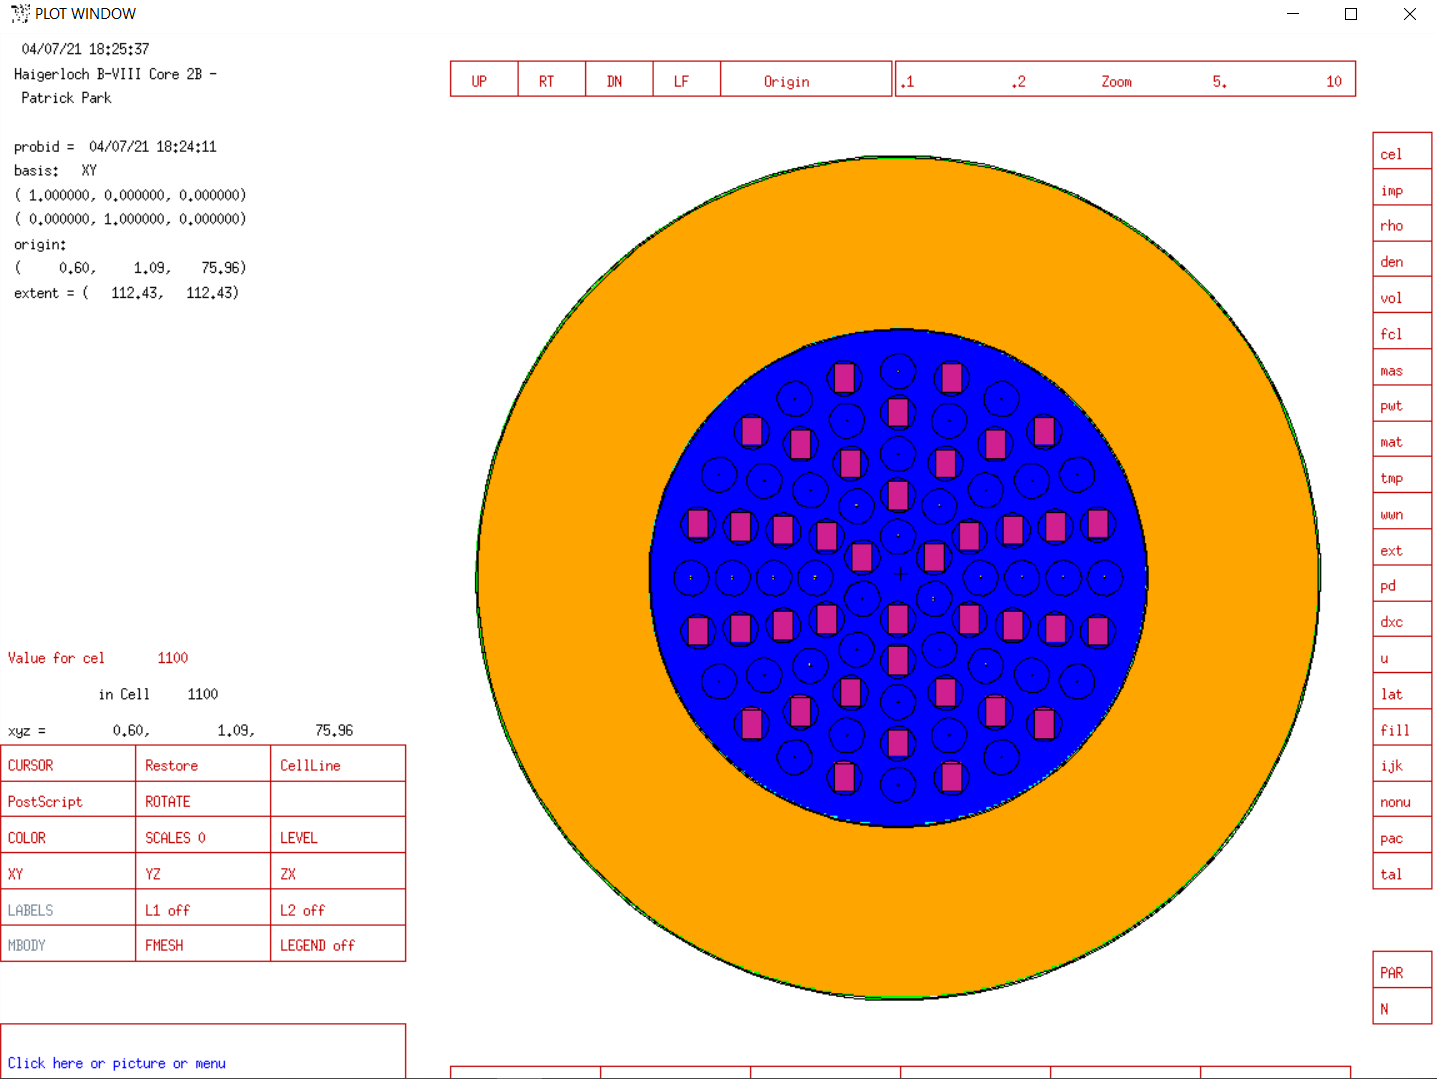 PLOT WINDOW
04/07/21 18:25:37
Haigerloch B-VIII Core 2B -
Patrick Park
probid = 04/07/21 18:24:11
basis: XY
( 1.000000, 0.000000, 0.000000)
( 0.000000, 1.000000, 0.000000)
origin:
( 0.60, 1.09, 75.96)
extent = ( 112.43, 112.43)
UP RT DN LF Origin .1 .2 Zoom 5. 10
cel
imp
rho
den
vol
fcl
mas
pwt
mat
tmp
wwn
ext
pd
dxc
u
lat
fill
ijk
nonu
pac
tal
PAR
N
Value for cel 1100
in Cell 1100
xyz = 0.60, 1.09, 75.96
CURSOR Restore CellLine
PostScript ROTATE
COLOR SCALES 0 LEVEL
XY YZ ZX
LABELS L1 off L2 off
MBODY FMESH LEGEND off
Click here or picture or menu